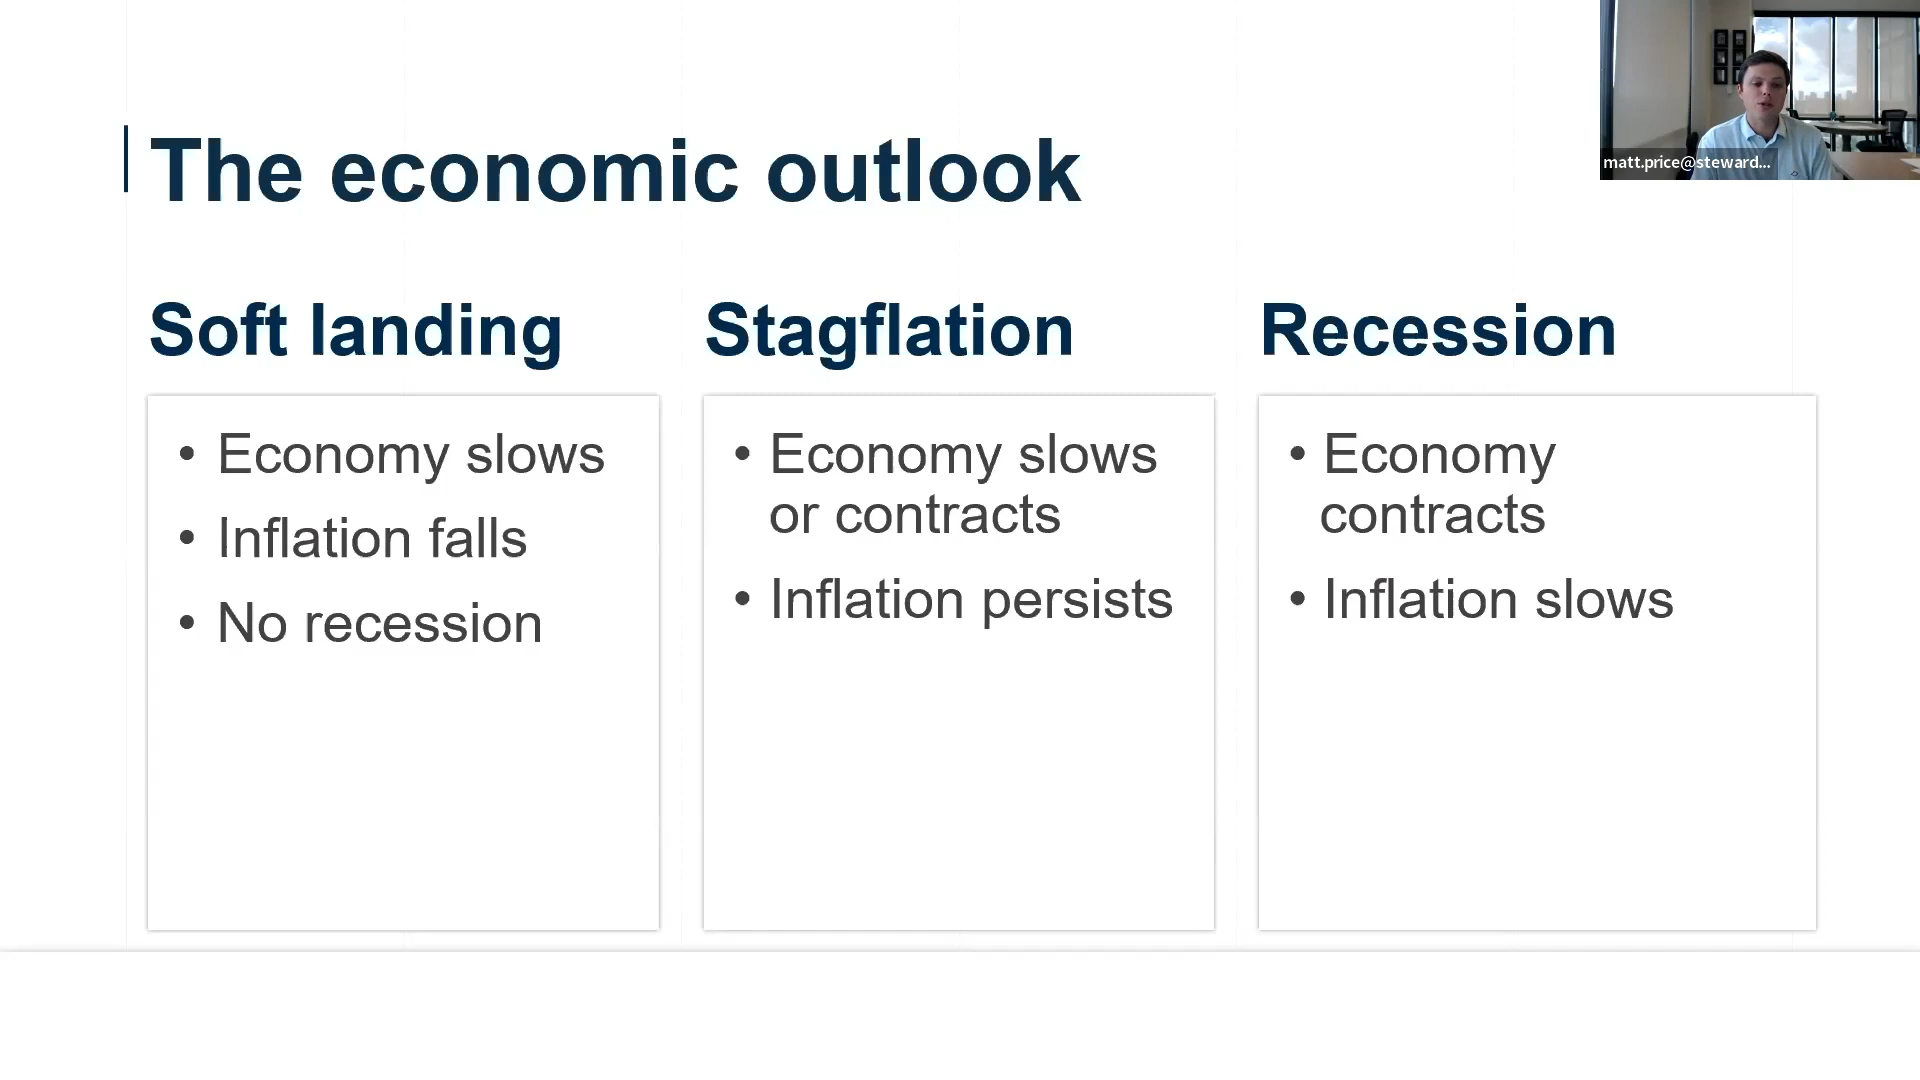 The economic outlook
matt.price@steward...
Soft landing
• Economy slows
• Inflation falls
• No recession
Stagflation
• Economy slows
or contracts
• Inflation persists
Recession
• Economy
contracts
• Inflation slows